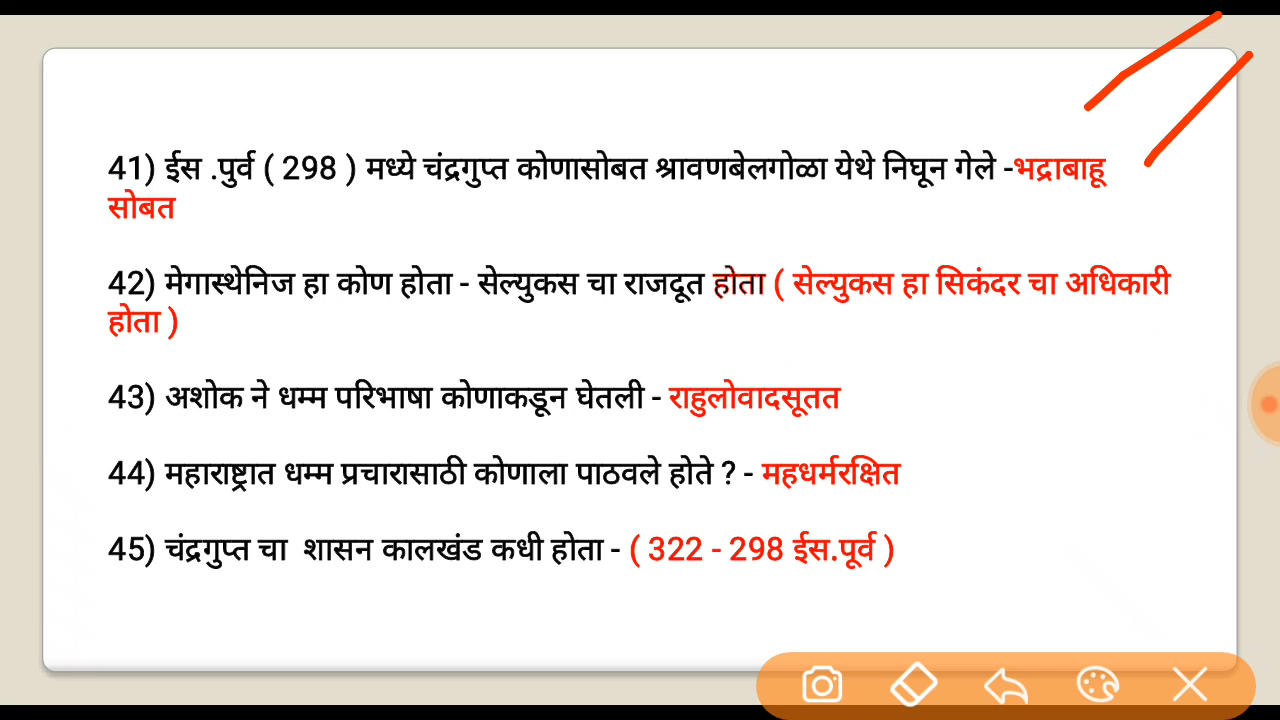 41) ईस .पुर्व ( 298 ) मध्ये चंद्रगुप्त कोणासोबत श्रावणबेलगोळा येथे निघून गेले -भद्राबाहू
सोबत
42) मेगास्थेनिज हा कोण होता - सेल्युकस चा राजदूत होता ( सेल्युकस हा सिकंदर चा अधिकारी
होता )
43) अशोक ने धम्म परिभाषा कोणाकडून घेतली - राहुलोवादसूतत
44) महाराष्ट्रात धम्म प्रचारासाठी कोणाला पाठवले होते ? - महधर्मरक्षित
45) चंद्रगुप्त चा  शासन कालखंड कधी होता - ( 322 - 298 ईस.पूर्व )